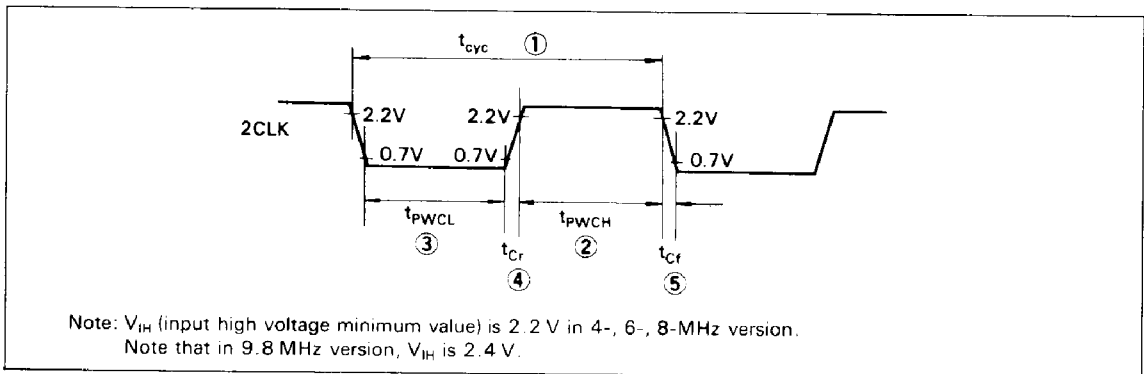 t_cyc ①
2.2V 2.2V 2.2V
2CLK
0.7V 0.7V 0.7V
t_PWCL t_PWCH
③ ②
t_Cr t_Cf
④ ⑤
Note: V_IH (input high voltage minimum value) is 2.2 V in 4-, 6-, 8-MHz version.
Note that in 9.8 MHz version, V_IH is 2.4 V.